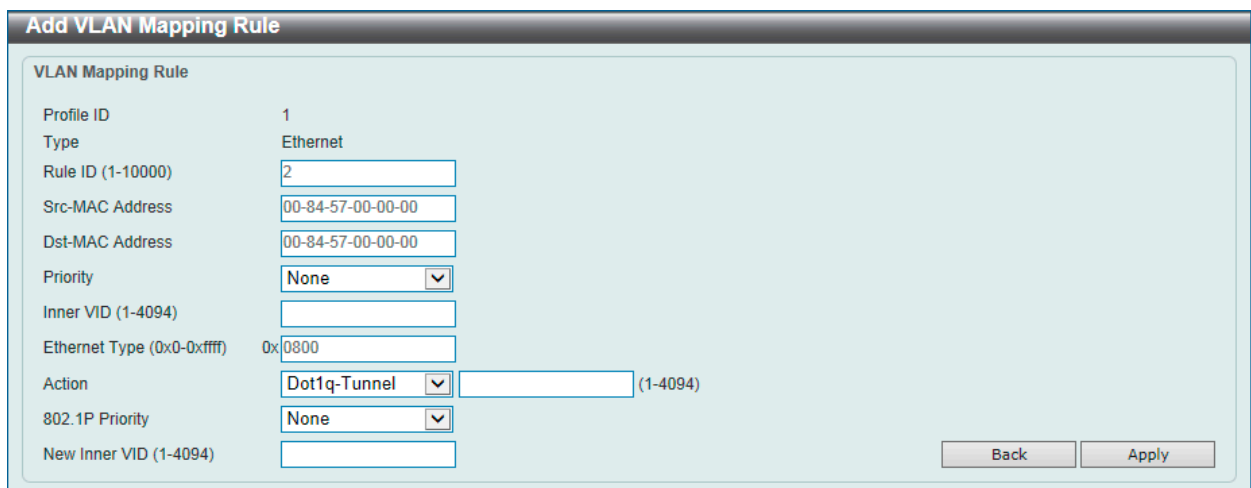 Add VLAN Mapping Rule
VLAN Mapping Rule
Profile ID 1
Type Ethernet
Rule ID (1-10000) 2
Src-MAC Address 00-84-57-00-00-00
Dst-MAC Address 00-84-57-00-00-00
Priority None
Inner VID (1-4094)
Ethernet Type (0x0-0xffff) 0x 0800
Action Dot1q-Tunnel (1-4094)
802.1P Priority None
New Inner VID (1-4094) Back Apply